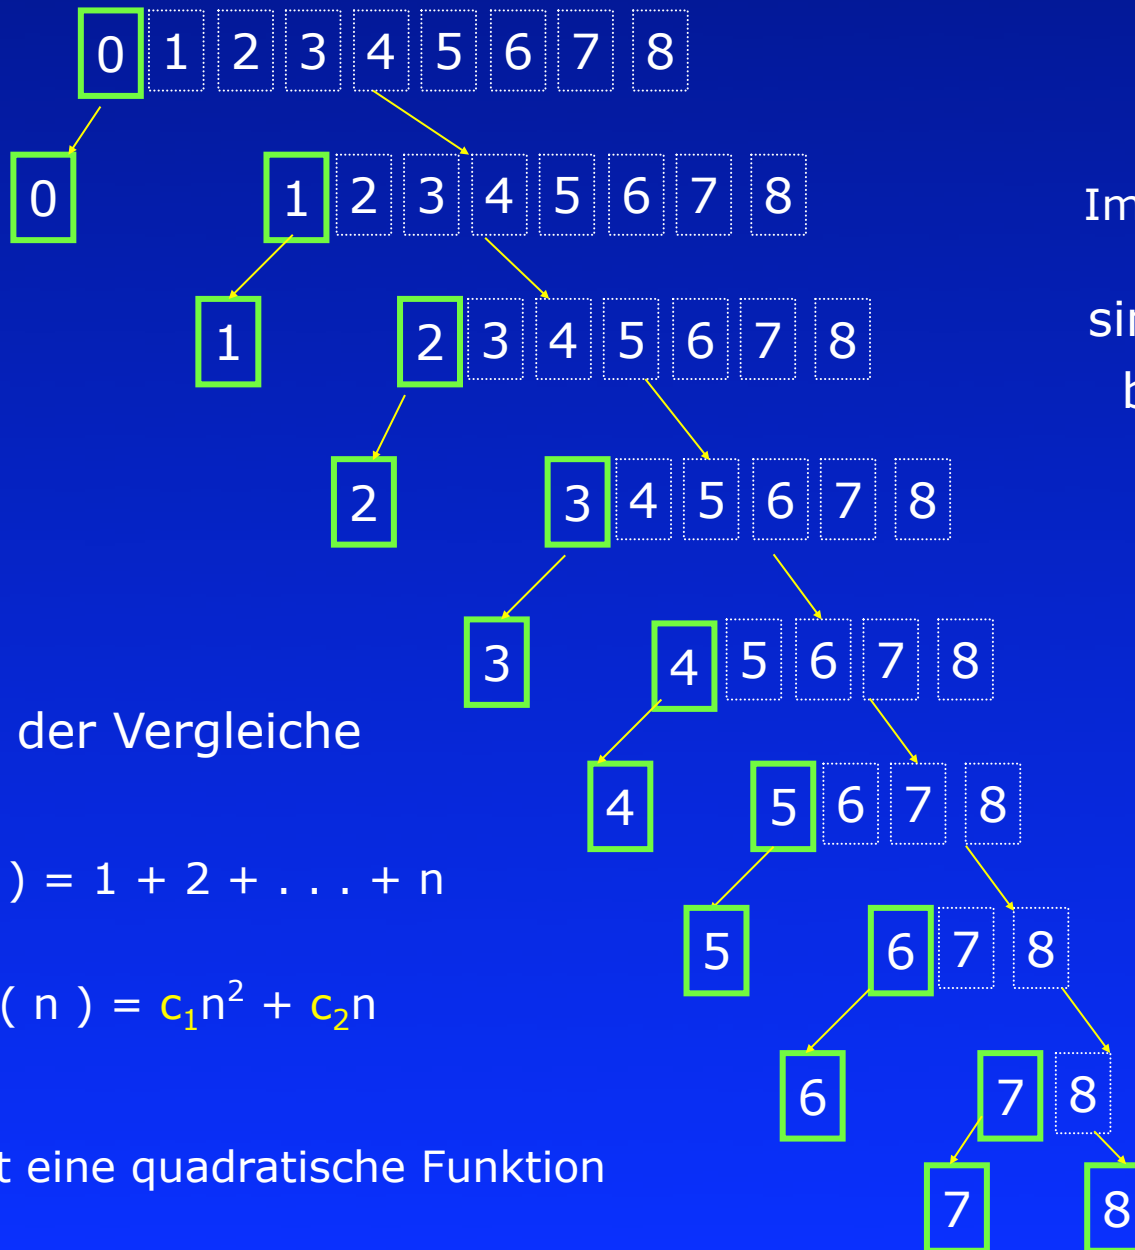 0 1 2 3 4 5 6 7 8
0 1 2 3 4 5 6 7 8
Im
1 2 3 4 5 6 7 8
sin
b
2 3 4 5 6 7 8
3 4 5 6 7 8
der Vergleiche
4 5 6 7 8
) = 1 + 2 + . . . + n
5 6 7 8
( n ) = c₁n² + c₂n
6 7 8
t eine quadratische Funktion
7 8